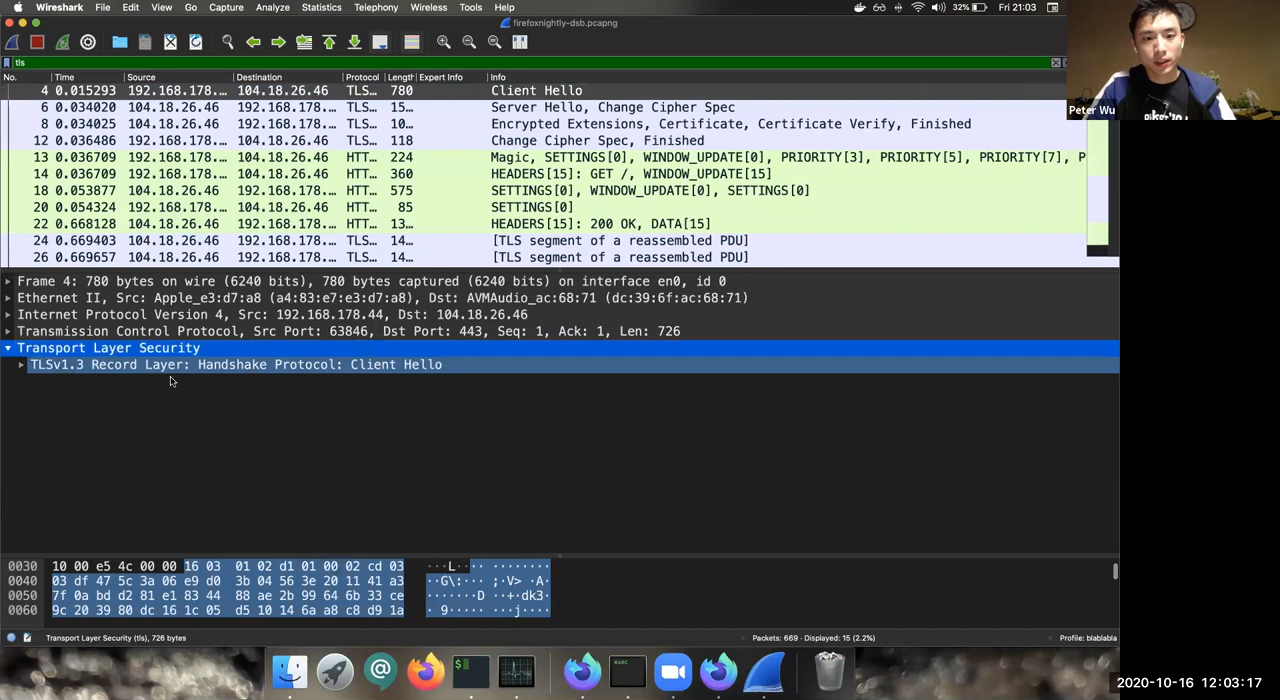 Wireshark File Edit View Go Capture Analyze Statistics Telephony Wireless Tools Help 32% Fri 21:03
firefoxnightly-dsb.pcapng
tls
No. Time Source Destination Protocol Length Expert Info Info
4 0.015293 192.168.178.… 104.18.26.46 TLS… 780 Client Hello
6 0.034020 104.18.26.46 192.168.178.… TLS… 15… Server Hello, Change Cipher Spec
8 0.034025 104.18.26.46 192.168.178.… TLS… 10… Encrypted Extensions, Certificate, Certificate Verify, Finished
12 0.036486 192.168.178.… 104.18.26.46 TLS… 118 Change Cipher Spec, Finished
13 0.036709 192.168.178.… 104.18.26.46 HTT… 224 Magic, SETTINGS[0], WINDOW_UPDATE[0], PRIORITY[3], PRIORITY[5], PRIORITY[7], P
14 0.036709 192.168.178.… 104.18.26.46 HTT… 360 HEADERS[15]: GET /, WINDOW_UPDATE[15]
18 0.053877 104.18.26.46 192.168.178.… HTT… 575 SETTINGS[0], WINDOW_UPDATE[0], SETTINGS[0]
20 0.054324 192.168.178.… 104.18.26.46 HTT… 85 SETTINGS[0]
22 0.668128 104.18.26.46 192.168.178.… HTT… 13… HEADERS[15]: 200 OK, DATA[15]
24 0.669403 104.18.26.46 192.168.178.… TLS… 14… [TLS segment of a reassembled PDU]
26 0.669657 104.18.26.46 192.168.178.… TLS… 14… [TLS segment of a reassembled PDU]
Peter Wu
Frame 4: 780 bytes on wire (6240 bits), 780 bytes captured (6240 bits) on interface en0, id 0
Ethernet II, Src: Apple_e3:d7:a8 (a4:83:e7:e3:d7:a8), Dst: AVMAudio_ac:68:71 (dc:39:6f:ac:68:71)
Internet Protocol Version 4, Src: 192.168.178.44, Dst: 104.18.26.46
Transmission Control Protocol, Src Port: 63846, Dst Port: 443, Seq: 1, Ack: 1, Len: 726
Transport Layer Security
TLSv1.3 Record Layer: Handshake Protocol: Client Hello
0030 10 00 e5 4c 00 00 16 03 01 02 d1 01 00 02 cd 03 ···L·· ········
0040 03 df 47 5c 3a 06 e9 d0 3b 04 56 3e 20 11 41 a3 ··G\:··· ;·V> ·A·
0050 7f 0a bd d2 81 e1 83 44 88 ae 2b 99 64 6b 33 ce ·······D ··+·dk3·
0060 9c 20 39 80 dc 16 1c 05 d5 10 14 6a a8 c8 d9 1a · 9····· ···j····
Transport Layer Security (tls), 726 bytes Packets: 669 · Displayed: 15 (2.2%) Profile: blablabla
exec
2020-10-16 12:03:17